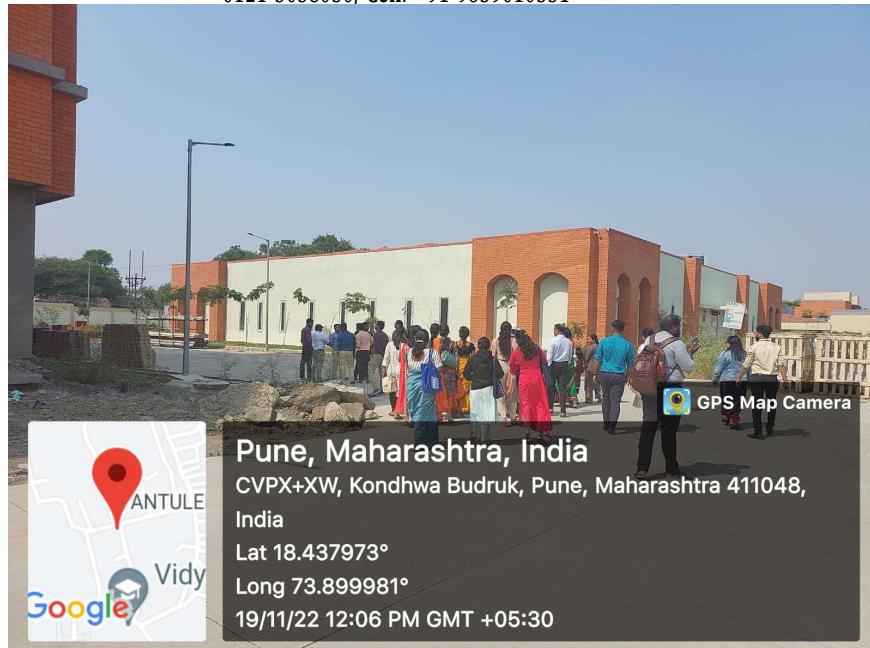 GPS Map Camera
Pune, Maharashtra, India
CVPX+XW, Kondhwa Budruk, Pune, Maharashtra 411048,
India
Lat 18.437973°
Long 73.899981°
19/11/22 12:06 PM GMT +05:30
ANTULE
Vidy
Google